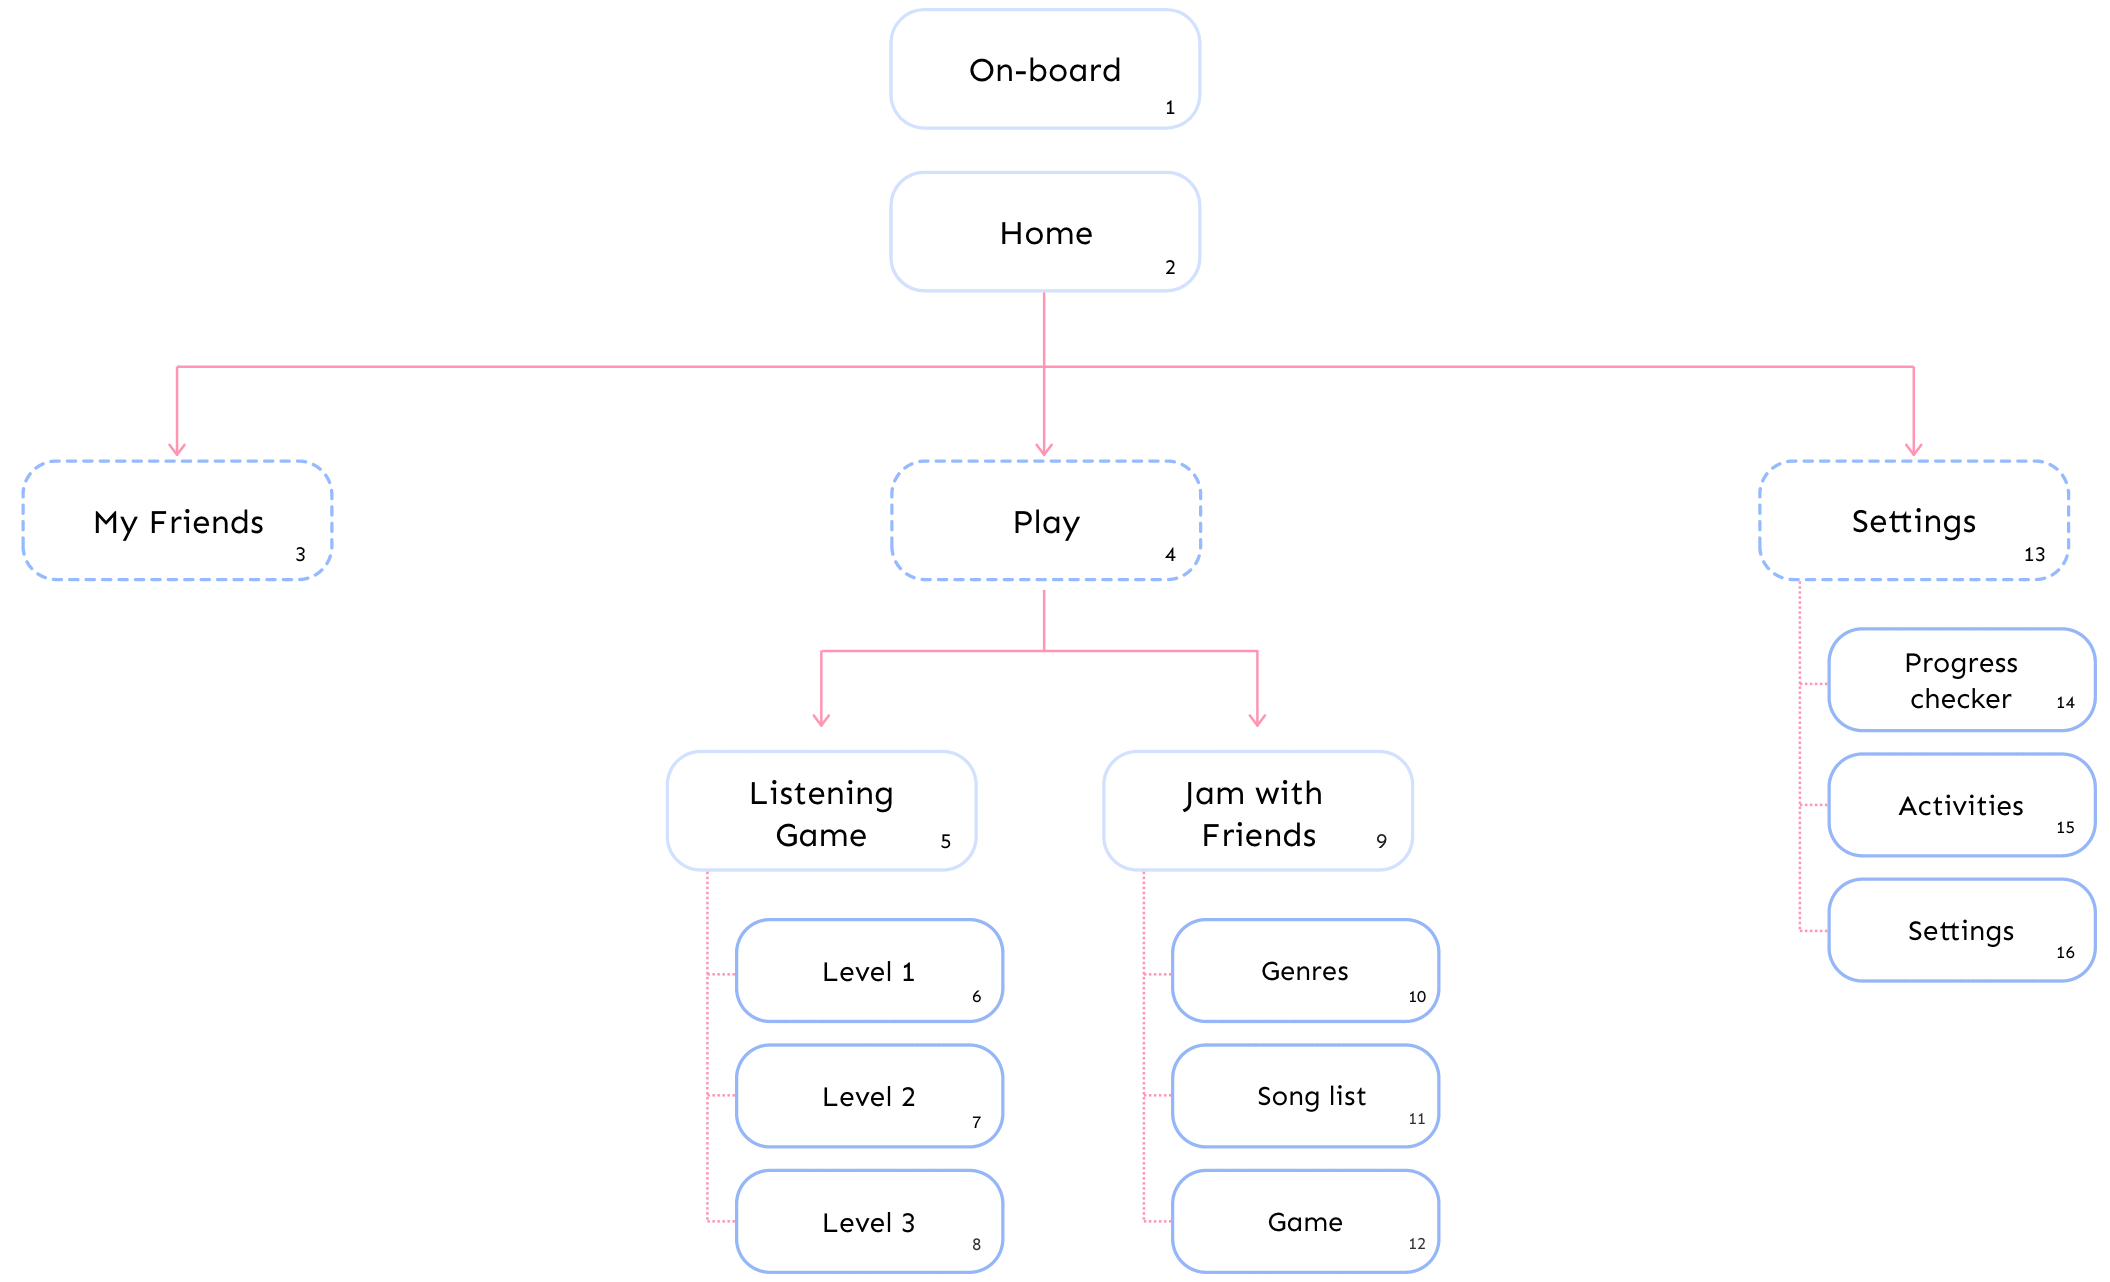 On-board
1
Home
2
My Friends
3
Play
4
Settings
13
Listening
Game
5
Level 1
6
Level 2
7
Level 3
8
Jam with
Friends
9
Genres
10
Song list
11
Game
12
Progress
checker
14
Activities
15
Settings
16